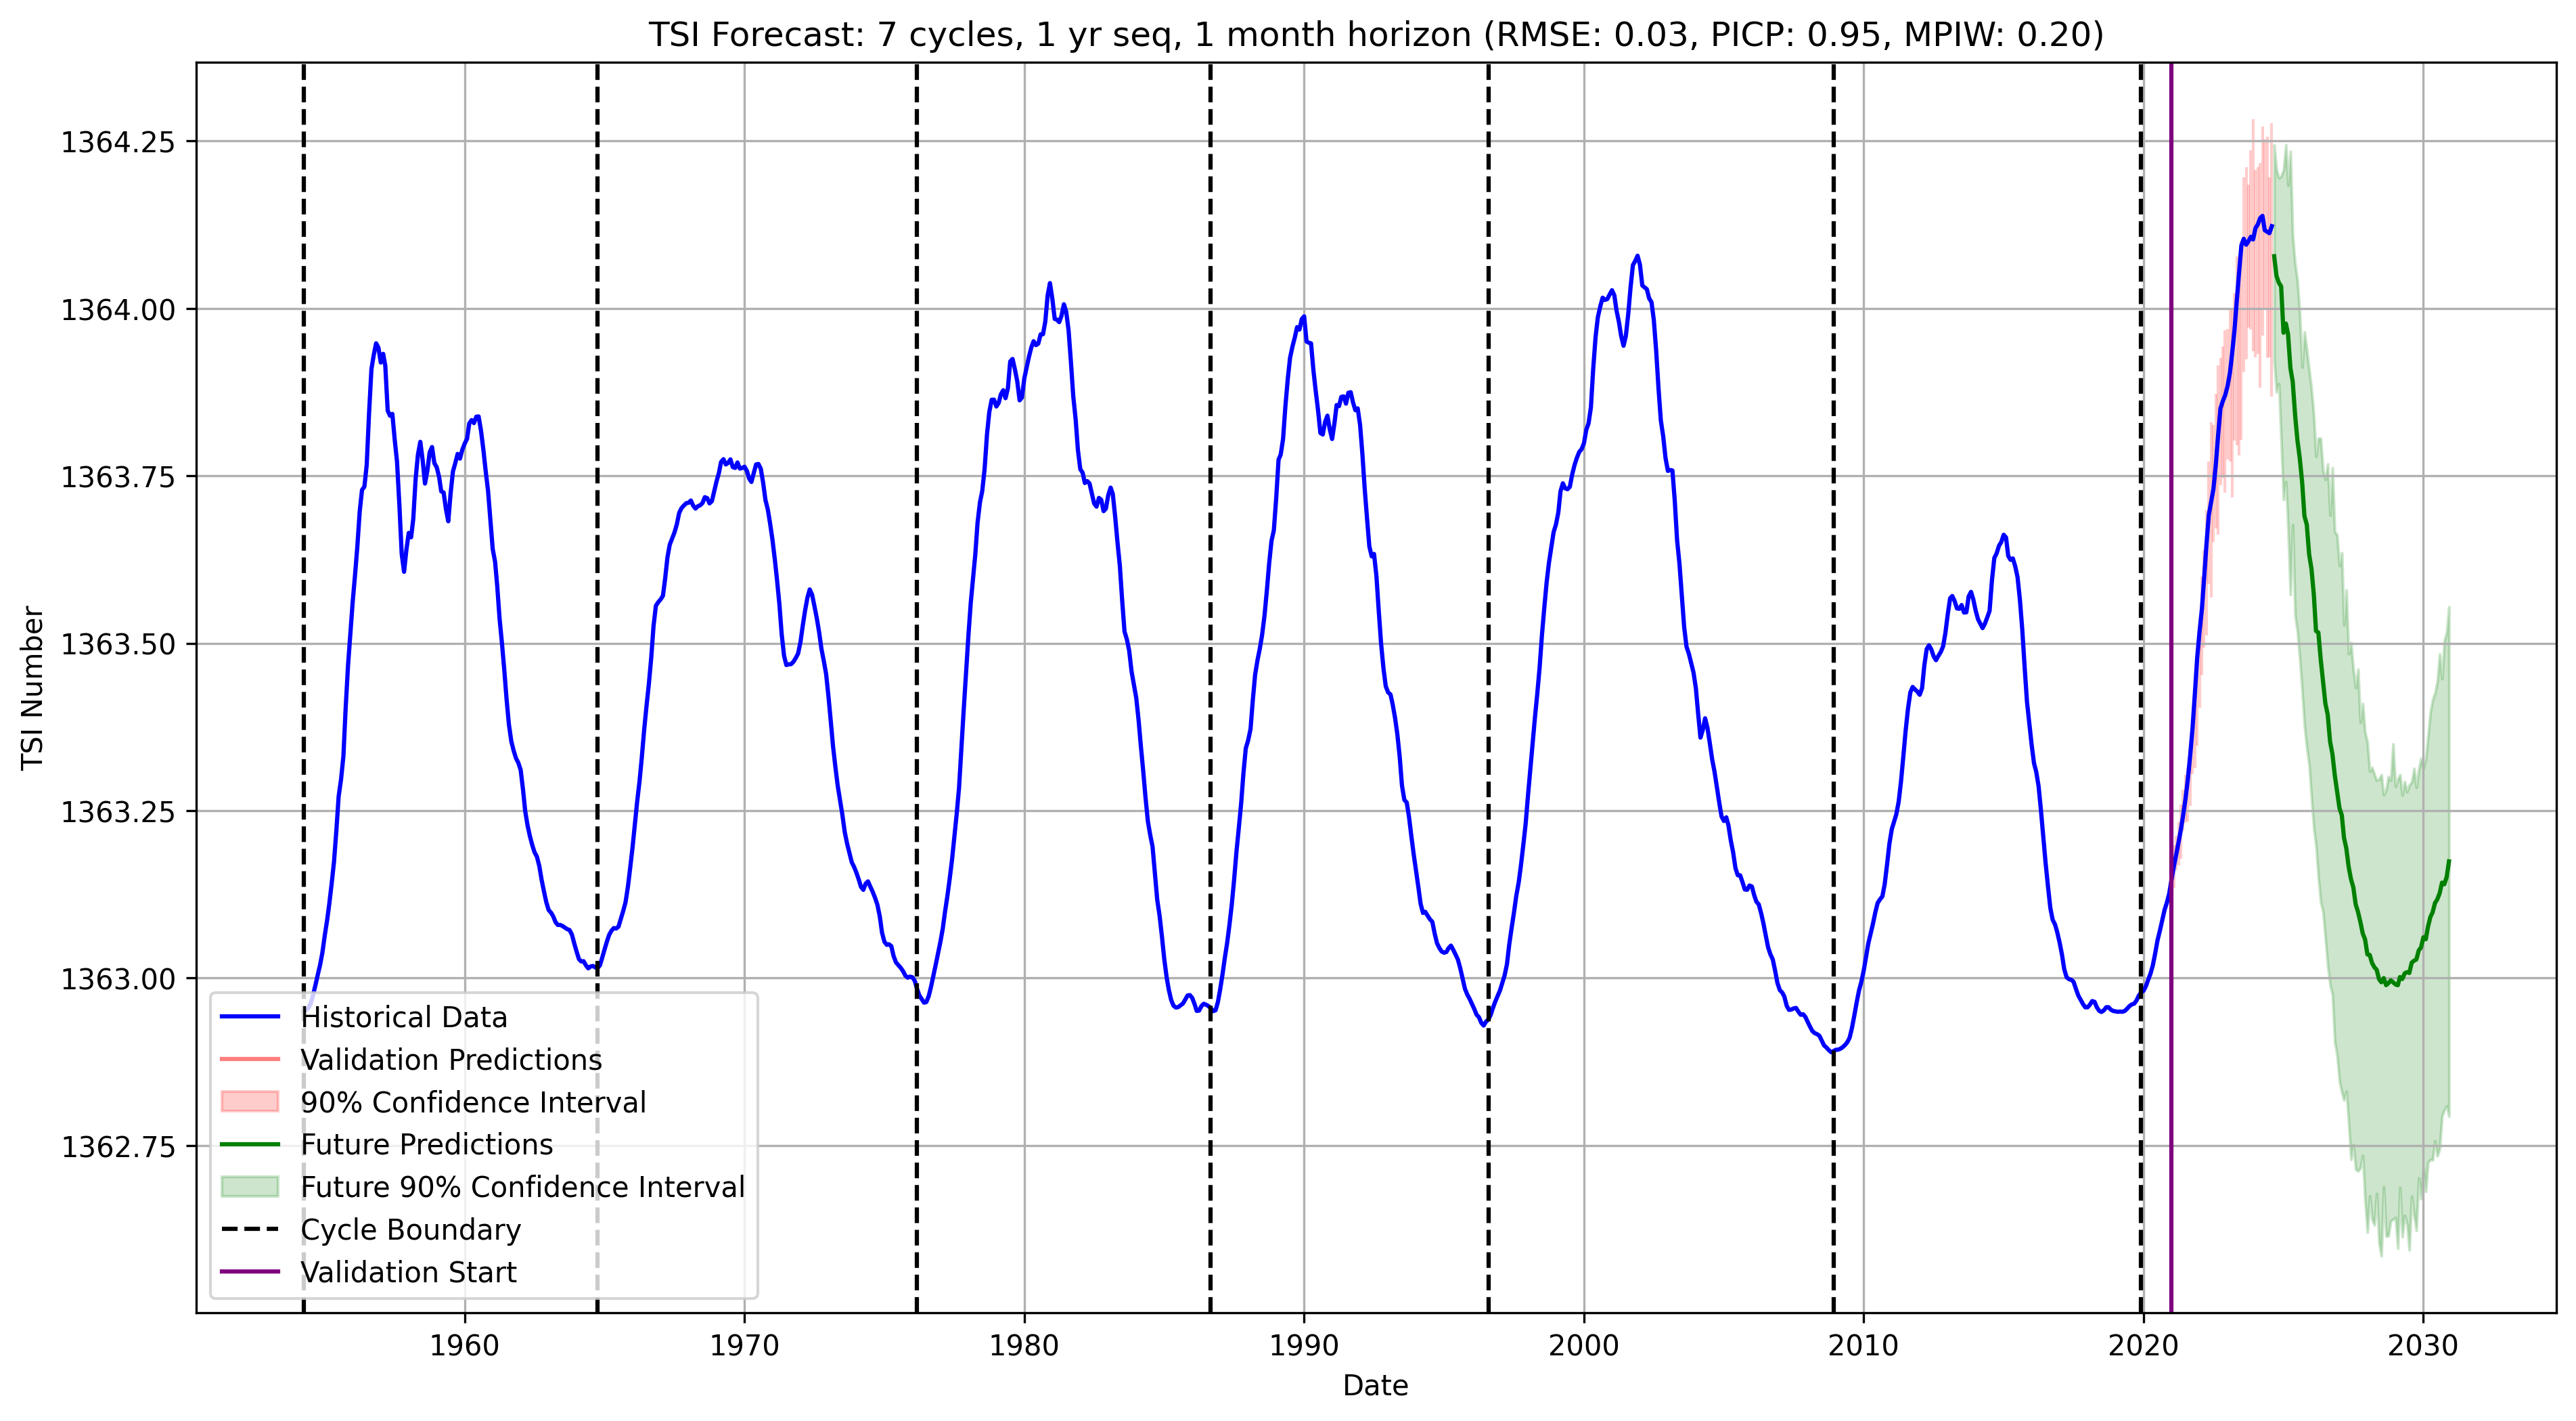 TSI Forecast: 7 cycles, 1 yr seq, 1 month horizon (RMSE: 0.03, PICP: 0.95, MPIW: 0.20)
TSI Number
1364.25
1364.00
1363.75
1363.50
1363.25
1363.00
1362.75
Historical Data
Validation Predictions
90% Confidence Interval
Future Predictions
Future 90% Confidence Interval
Cycle Boundary
Validation Start
1960 1970 1980 1990 2000 2010 2020 2030
Date